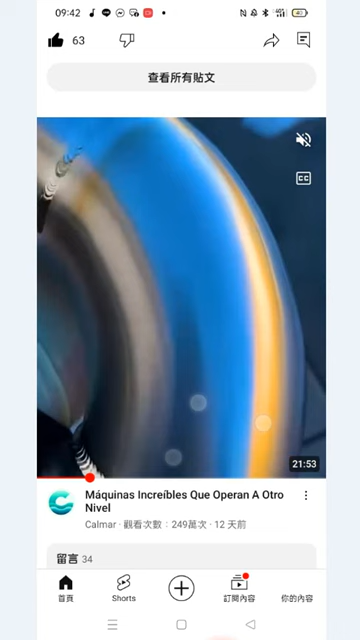 09:42
63
查看所有貼文
CC
21:53
Máquinas Increíbles Que Operan A Otro
Nivel
Calmar · 觀看次數：249萬次 · 12 天前
留言 34
首頁
Shorts
訂閱內容
你的內容